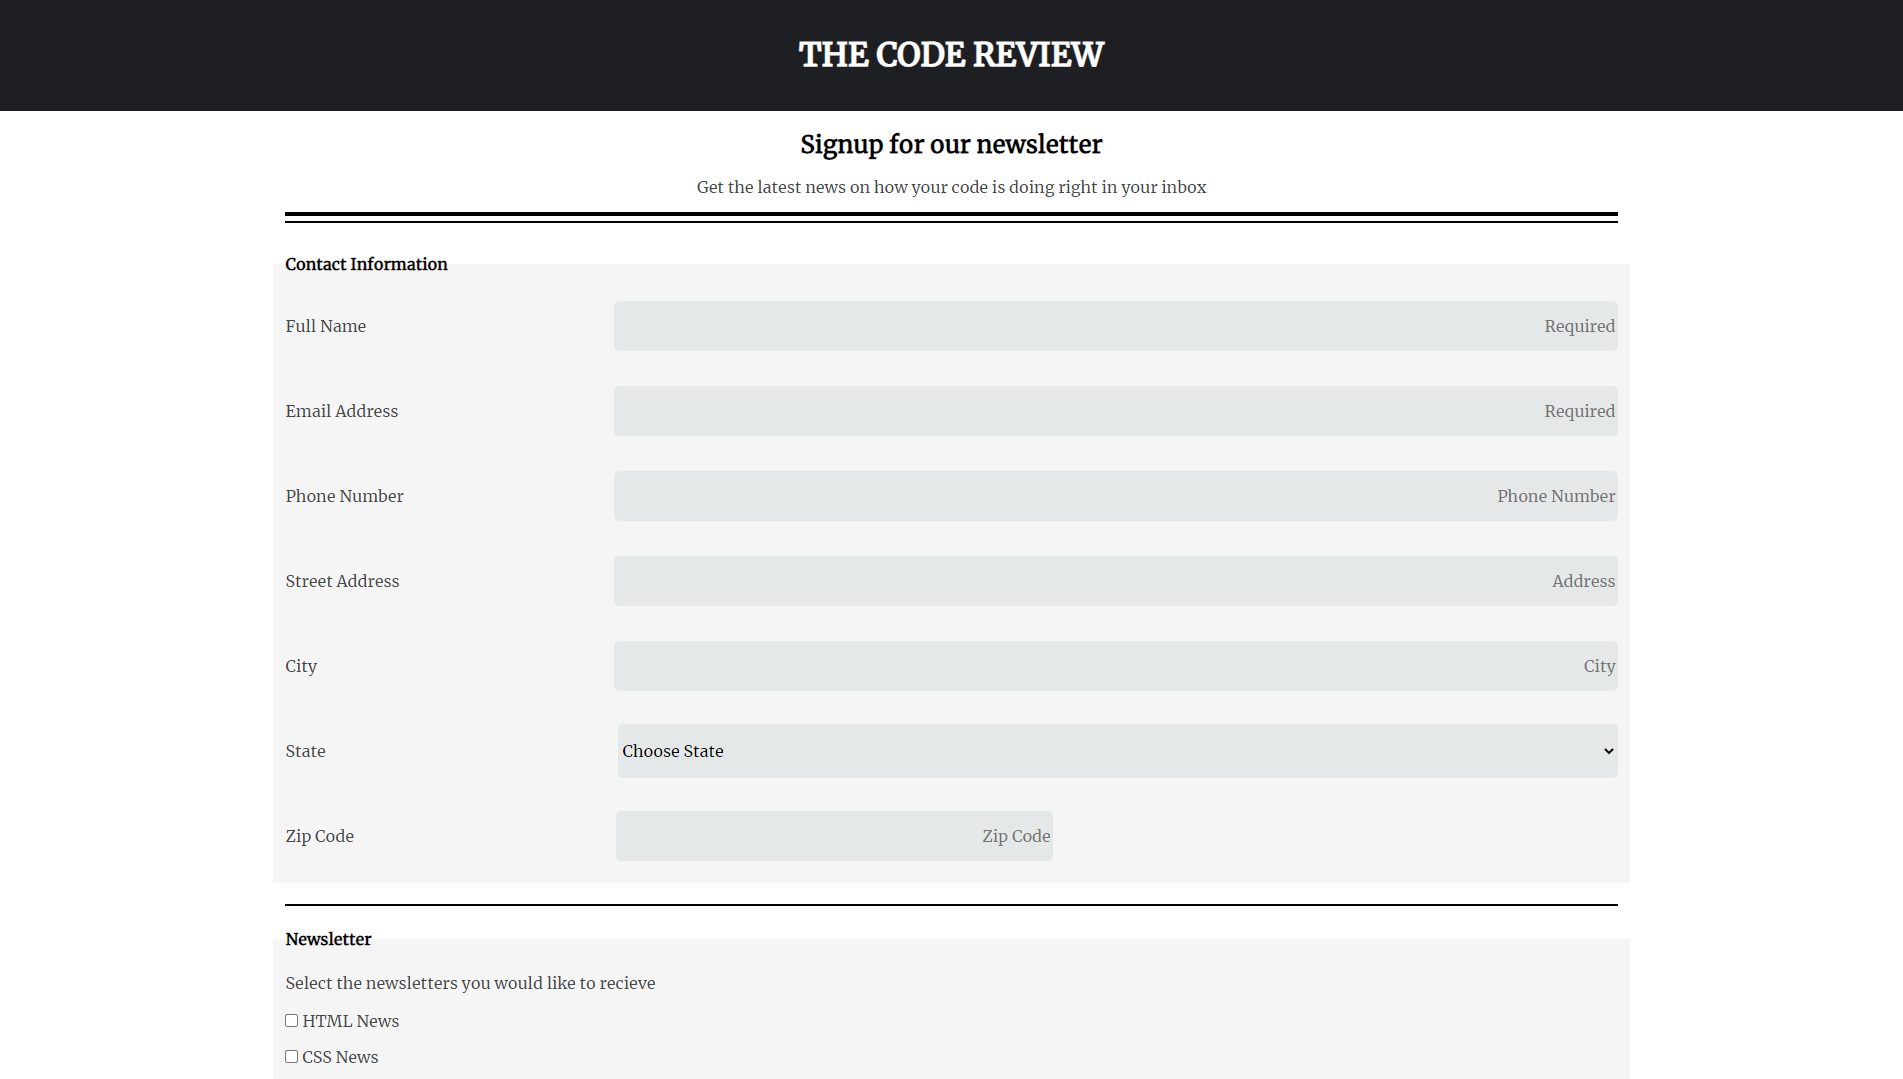 THE CODE REVIEW
Signup for our newsletter
Get the latest news on how your code is doing right in your inbox
Contact Information
Full Name Required
Email Address Required
Phone Number Phone Number
Street Address Address
City City
State Choose State
Zip Code Zip Code
Newsletter
Select the newsletters you would like to recieve
HTML News
CSS News